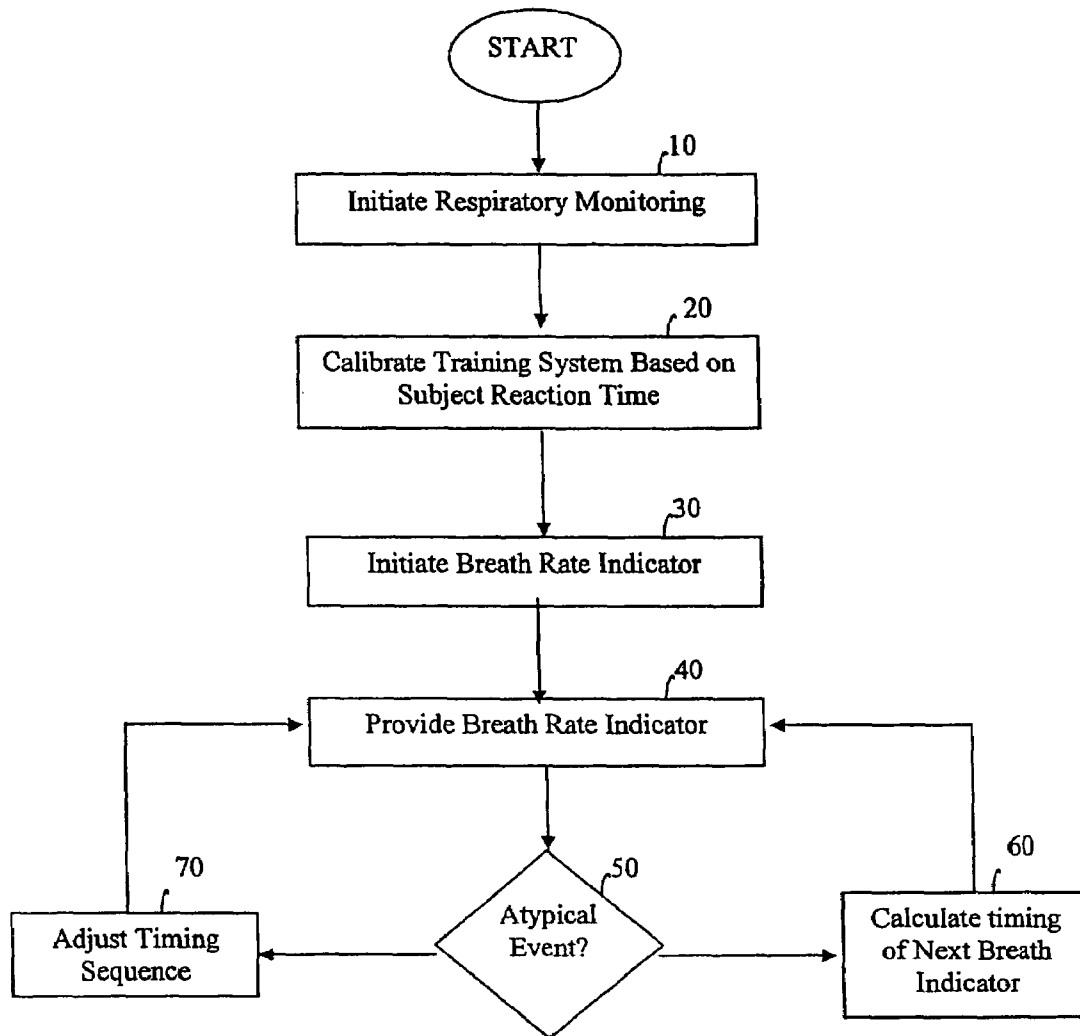 START
10
Initiate Respiratory Monitoring
20
Calibrate Training System Based on
Subject Reaction Time
30
Initiate Breath Rate Indicator
40
Provide Breath Rate Indicator
70
Adjust Timing
Sequence
50
Atypical
Event?
60
Calculate timing
of Next Breath
Indicator